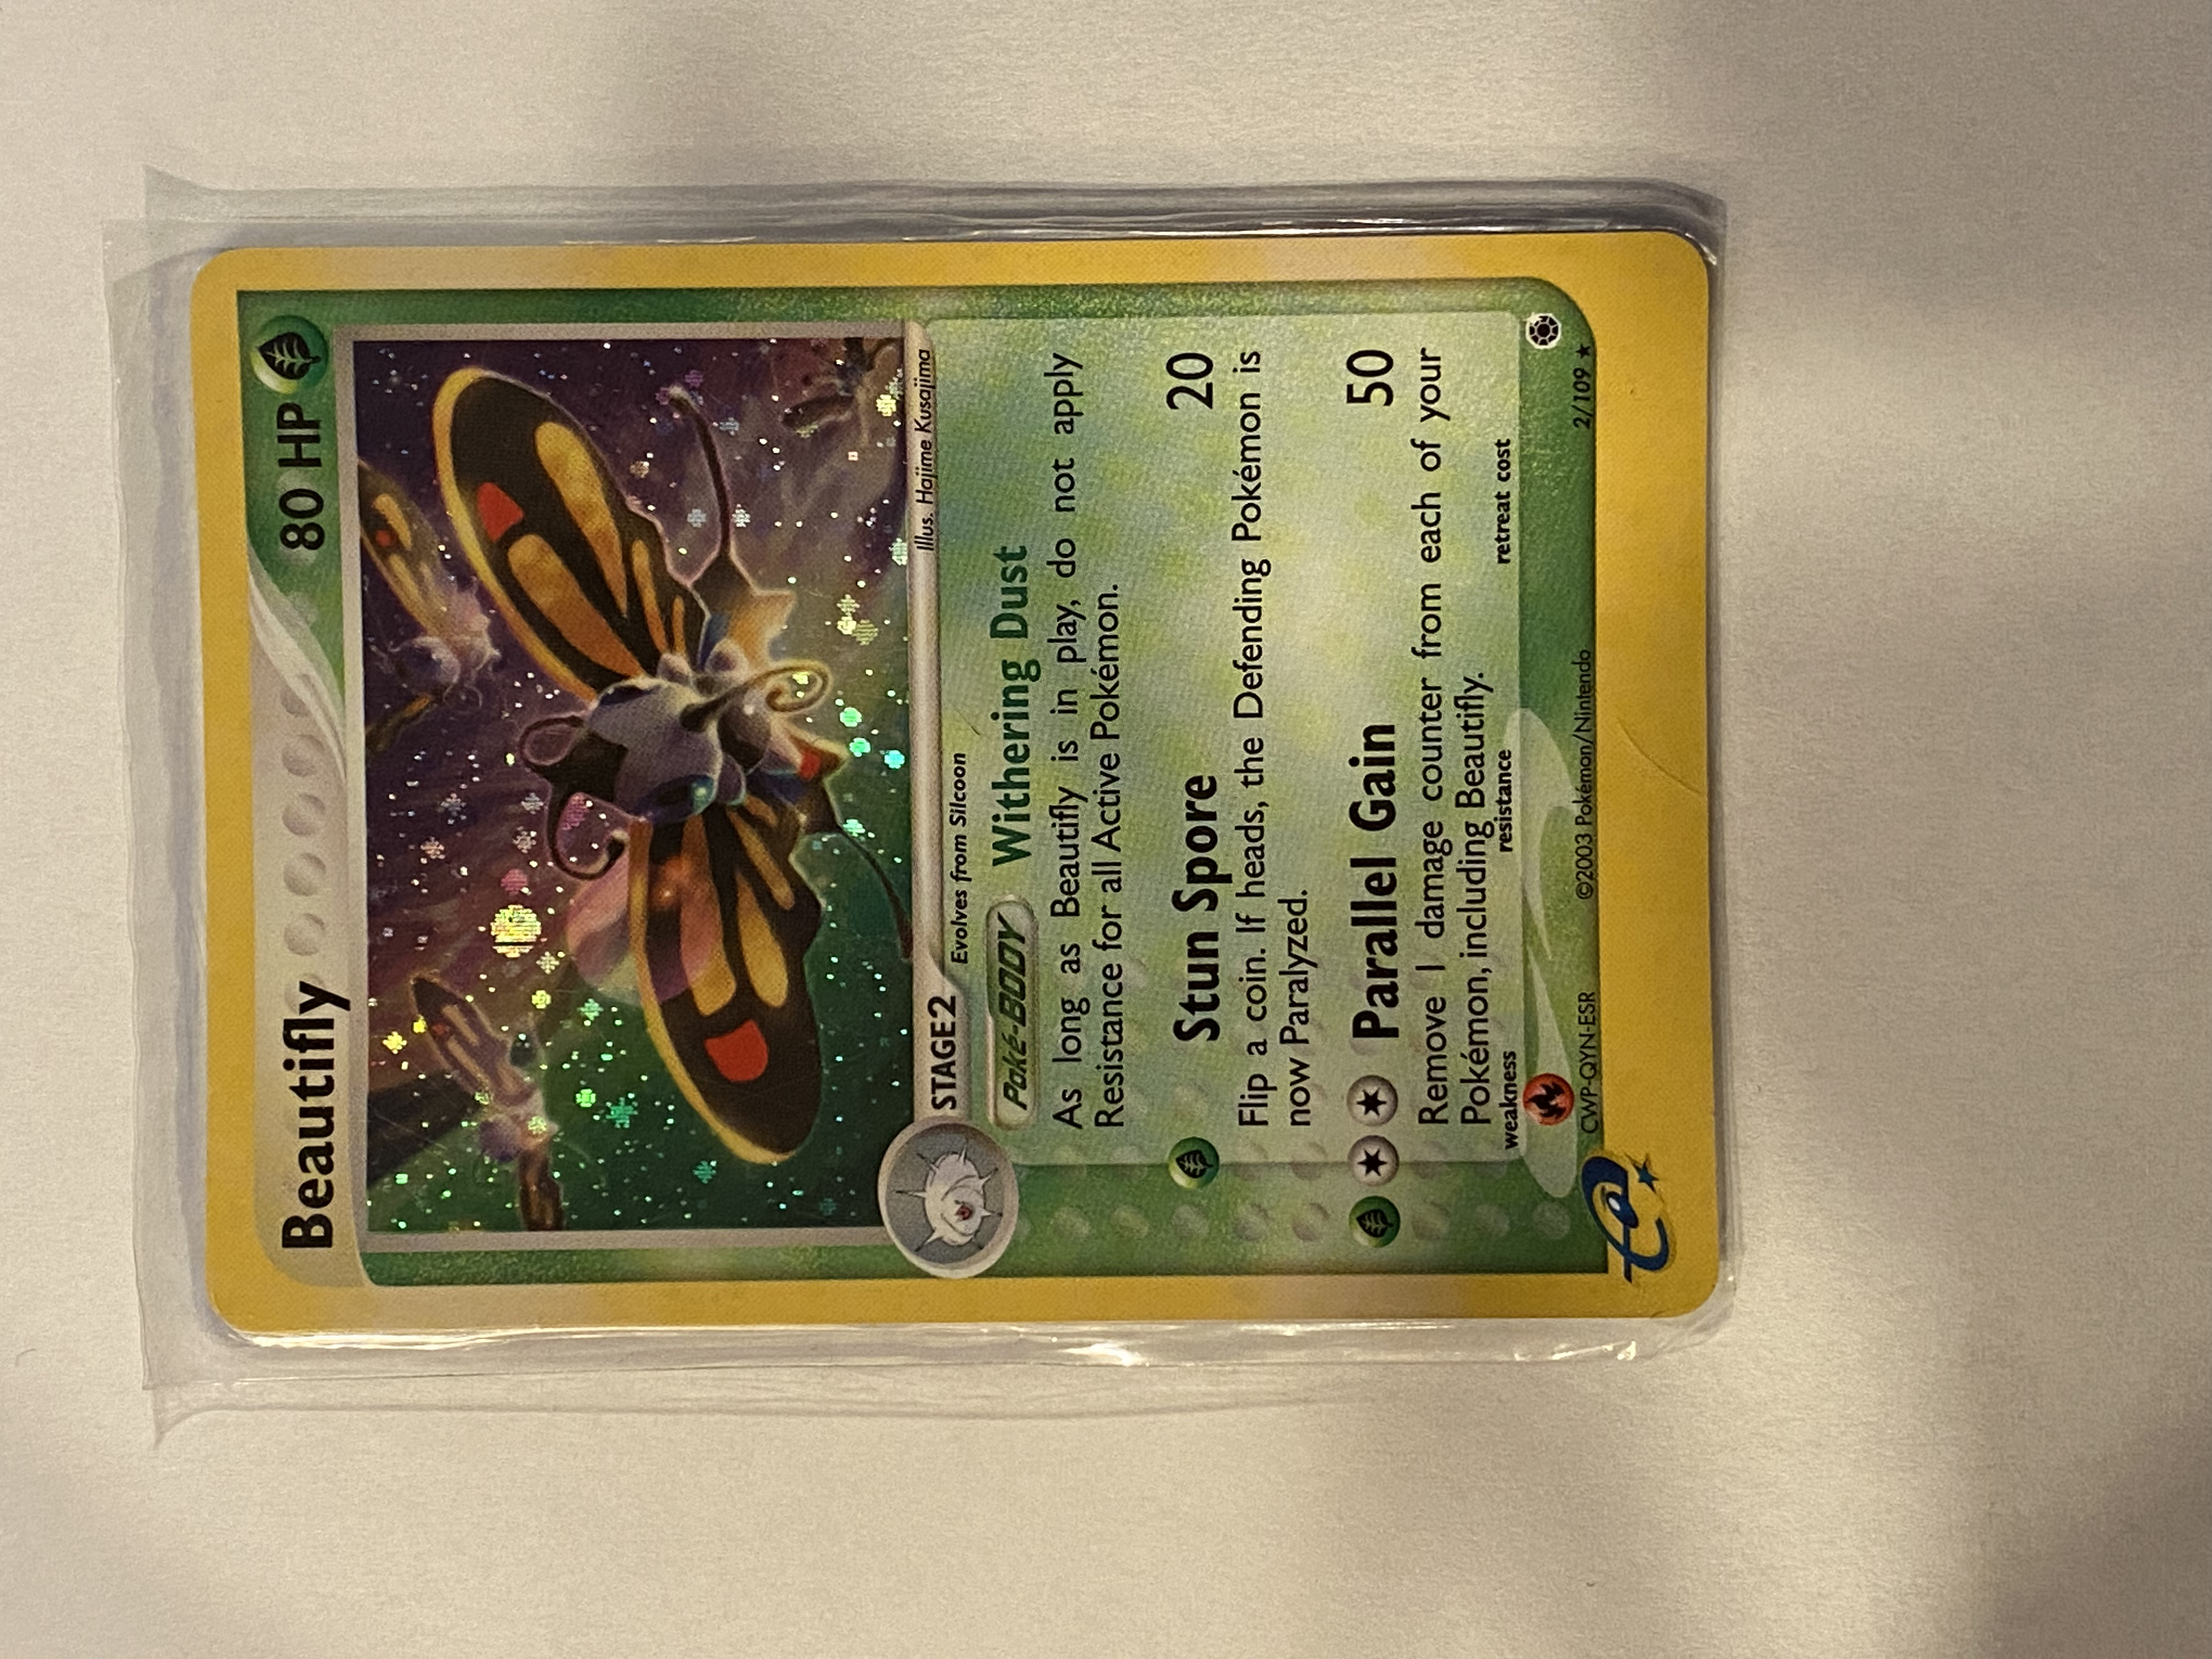 Beautifly 80 HP
Illus. Hajime Kusajima
STAGE2
Evolves from Silcoon
Poké-BODY Withering Dust
As long as Beautifly is in play, do not apply
Resistance for all Active Pokémon.
Stun Spore 20
Flip a coin. If heads, the Defending Pokémon is
now Paralyzed.
Parallel Gain 50
Remove 1 damage counter from each of your
Pokémon, including Beautifly.
weakness resistance retreat cost
CWP-QYN-ESR ©2003 Pokémon/Nintendo 2/109 ★
e